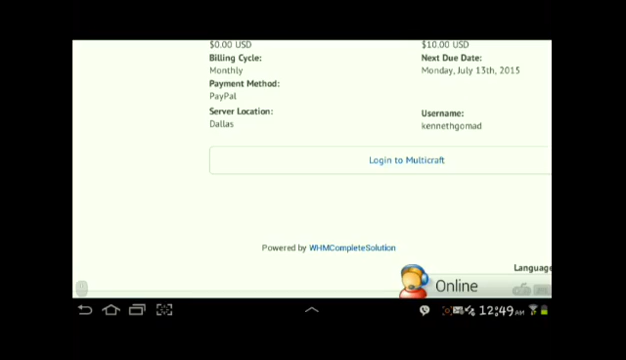 $0.00 USD
$10.00 USD
Billing Cycle:
Next Due Date:
Monthly
Monday, July 13th, 2015
Payment Method:
PayPal
Server Location:
Username:
Dallas
kennethgomad
Login to Multicraft
Powered by WHMCompleteSolution
Language
Online
12:49 AM